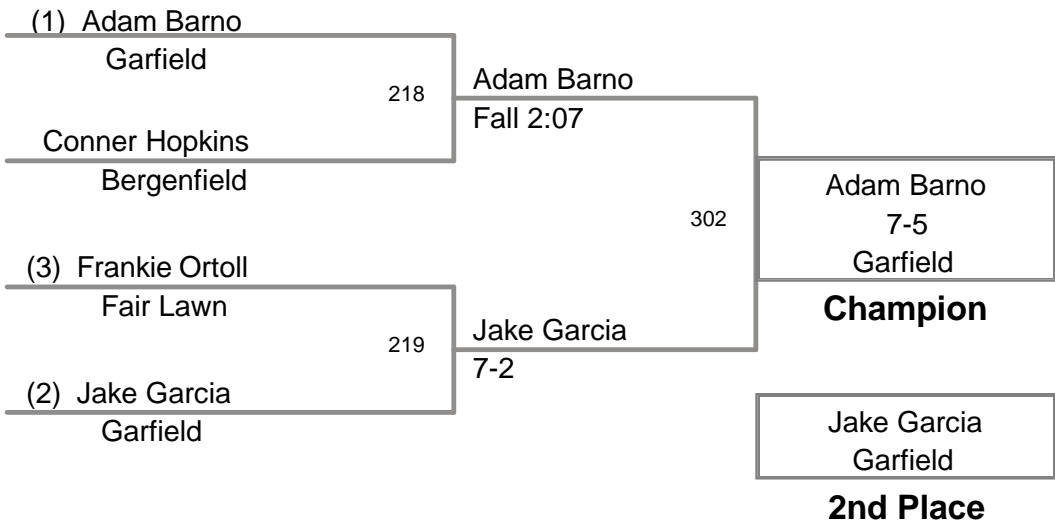 (1) Adam Barno
Garfield
218
Conner Hopkins
Bergenfield
(3) Frankie Ortoll
Fair Lawn
219
(2) Jake Garcia
Garfield
Adam Barno
Fall 2:07
302
Jake Garcia
7-2
Adam Barno
7-5
Garfield
Champion
Jake Garcia
Garfield
2nd Place